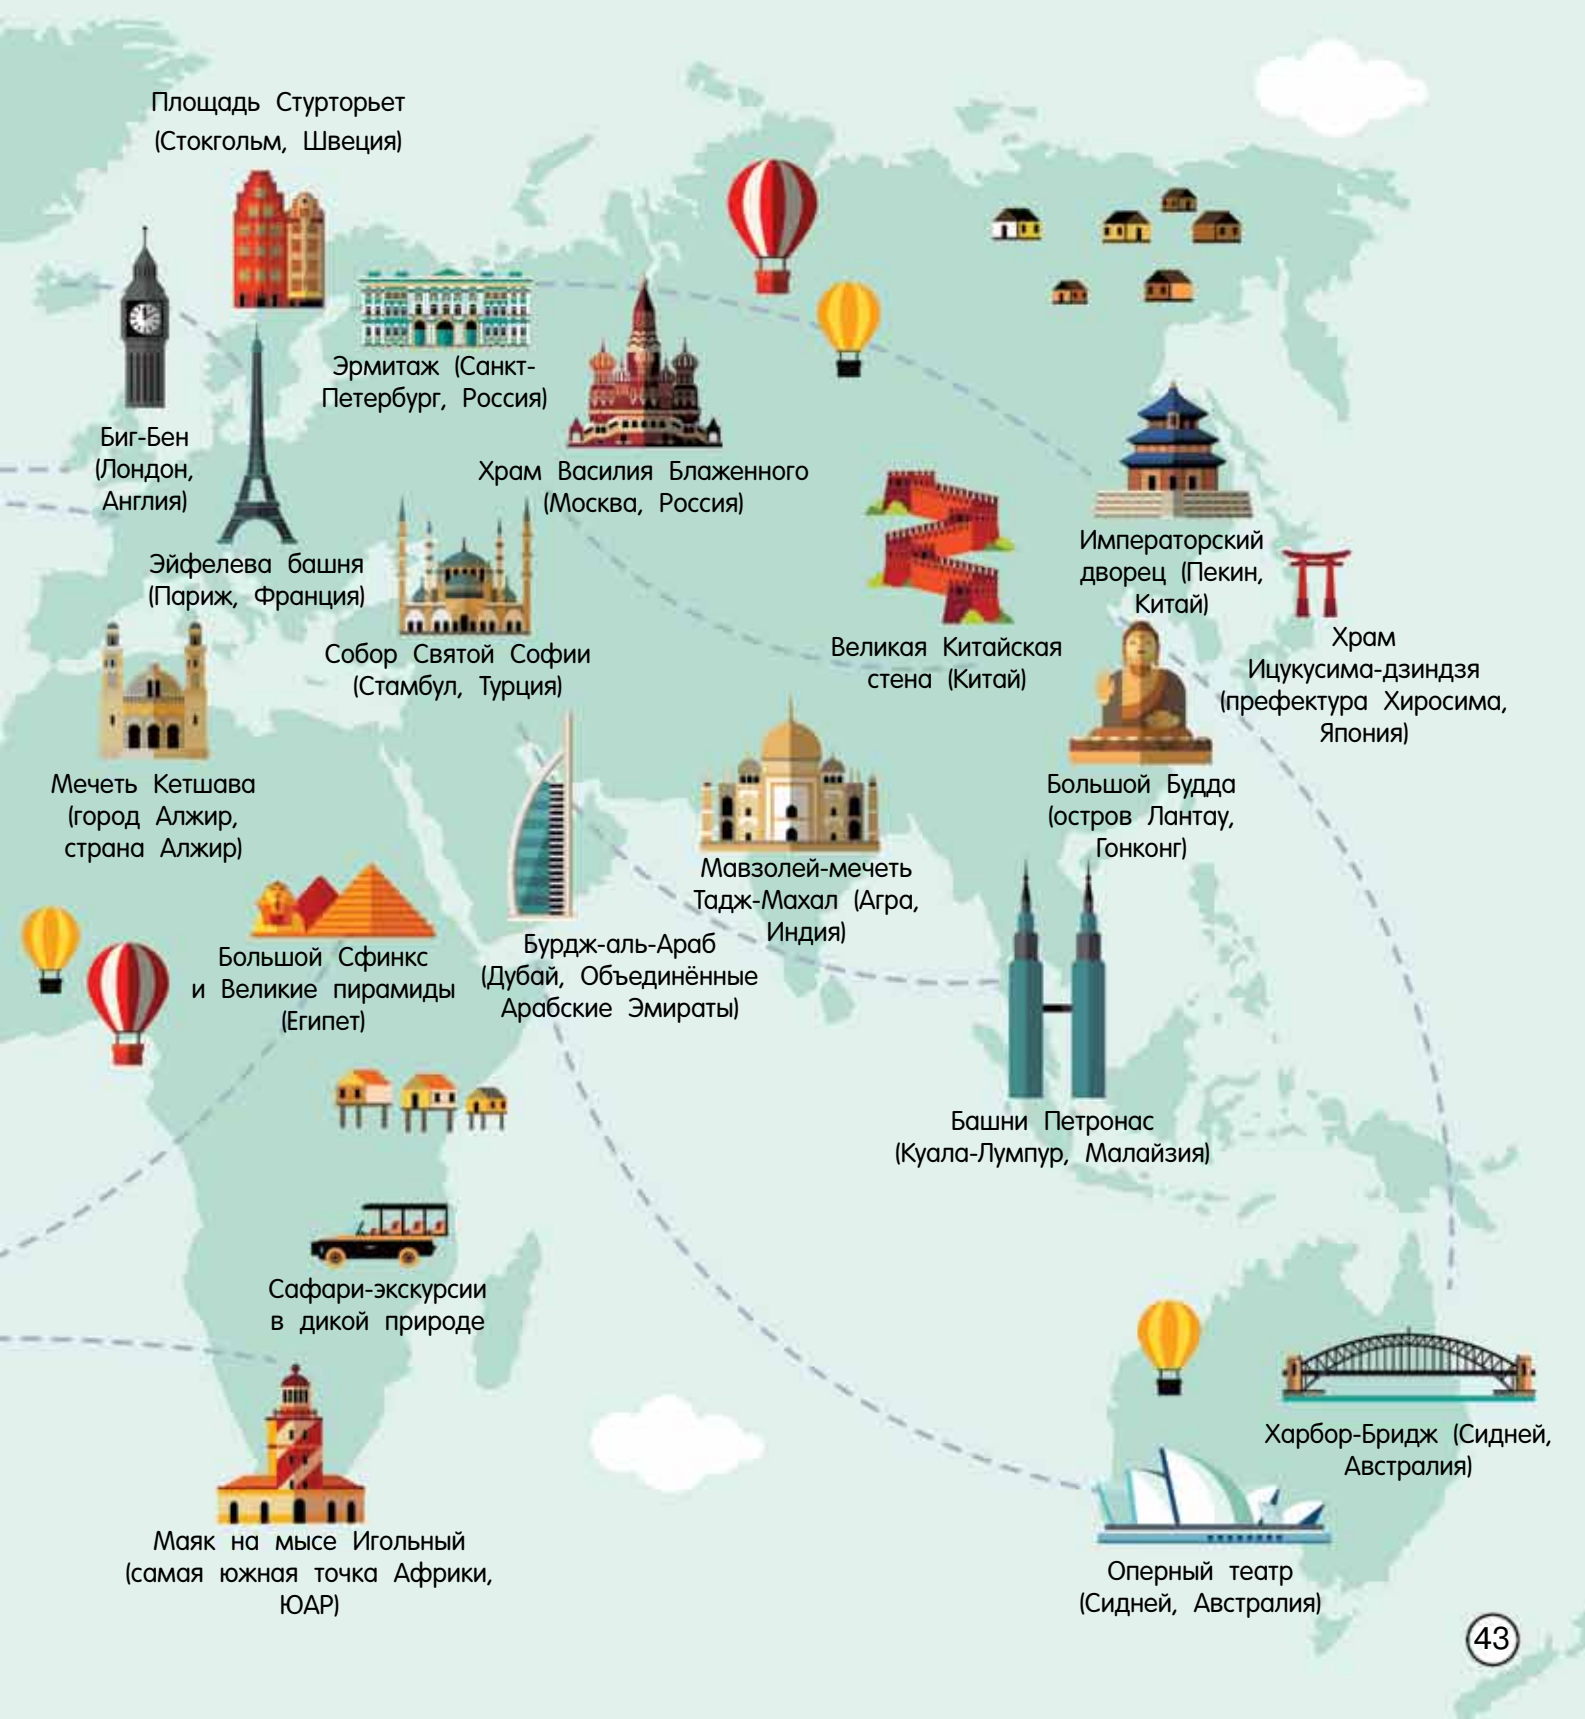 Площадь Стурторьет
(Стокгольм, Швеция)
Эрмитаж (Санкт-
Петербург, Россия)
Биг-Бен
(Лондон,
Англия)
Храм Василия Блаженного
(Москва, Россия)
Эйфелева башня
(Париж, Франция)
Императорский
дворец (Пекин,
Китай)
Собор Святой Софии
(Стамбул, Турция)
Великая Китайская
стена (Китай)
Храм
Ицукусима-дзиндзя
(префектура Хиросима,
Япония)
Мечеть Кетшава
(город Алжир,
страна Алжир)
Большой Будда
(остров Лантау,
Гонконг)
Мавзолей-мечеть
Тадж-Махал (Агра,
Индия)
Большой Сфинкс
и Великие пирамиды
(Египет)
Бурдж-аль-Араб
(Дубай, Объединённые
Арабские Эмираты)
Башни Петронас
(Куала-Лумпур, Малайзия)
Сафари-экскурсии
в дикой природе
Харбор-Бридж (Сидней,
Австралия)
Маяк на мысе Игольный
(самая южная точка Африки,
ЮАР)
Оперный театр
(Сидней, Австралия)
43